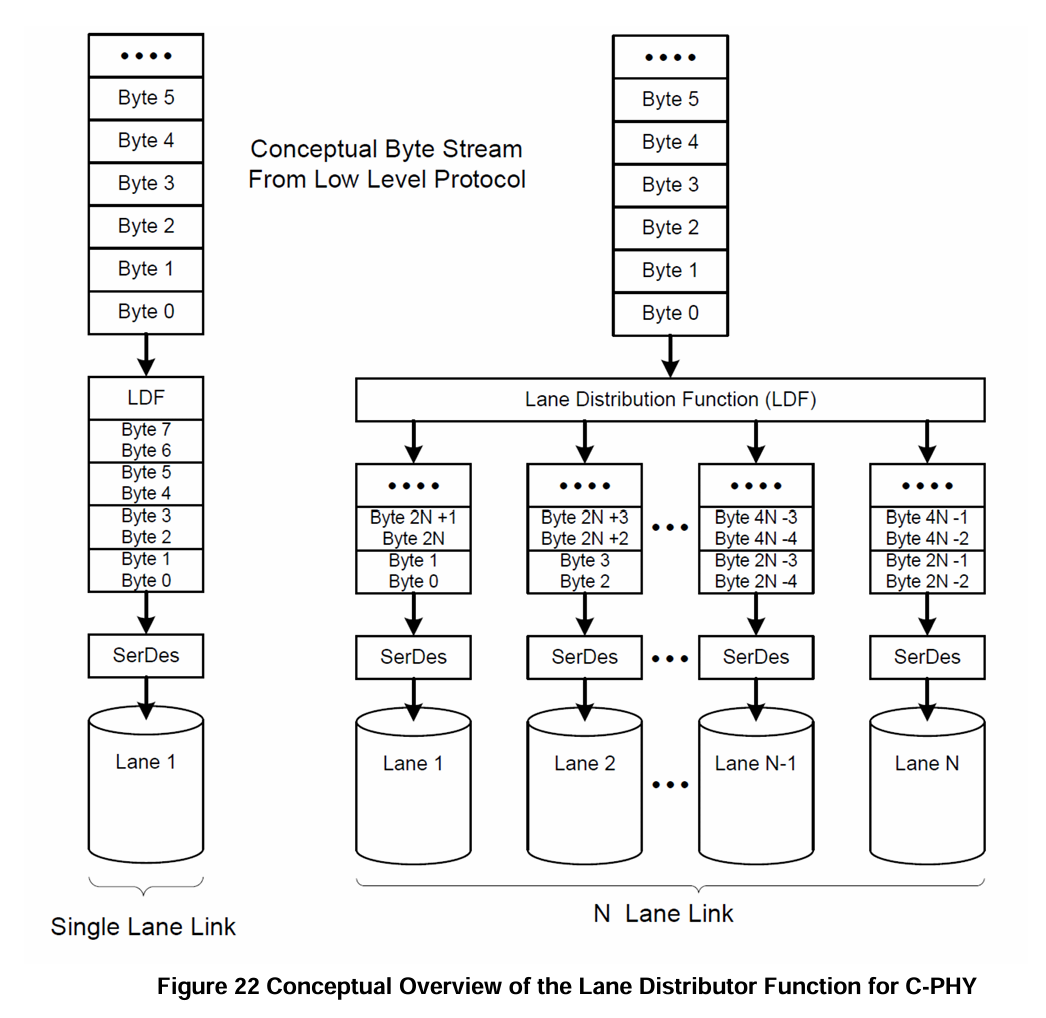 ••••
Byte 5
Byte 4
Byte 3
Byte 2
Byte 1
Byte 0
LDF
Byte 7
Byte 6
Byte 5
Byte 4
Byte 3
Byte 2
Byte 1
Byte 0
SerDes
Lane 1
Single Lane Link
Conceptual Byte Stream
From Low Level Protocol
••••
Byte 5
Byte 4
Byte 3
Byte 2
Byte 1
Byte 0
Lane Distribution Function (LDF)
••••
Byte 2N +1
Byte 2N
Byte 1
Byte 0
SerDes
Lane 1
••••
Byte 2N +3
Byte 2N +2
Byte 3
Byte 2
SerDes
Lane 2
•••
•••
•••
••••
Byte 4N -3
Byte 4N -4
Byte 2N -3
Byte 2N -4
SerDes
Lane N-1
••••
Byte 4N -1
Byte 4N -2
Byte 2N -1
Byte 2N -2
SerDes
Lane N
N Lane Link
Figure 22 Conceptual Overview of the Lane Distributor Function for C-PHY